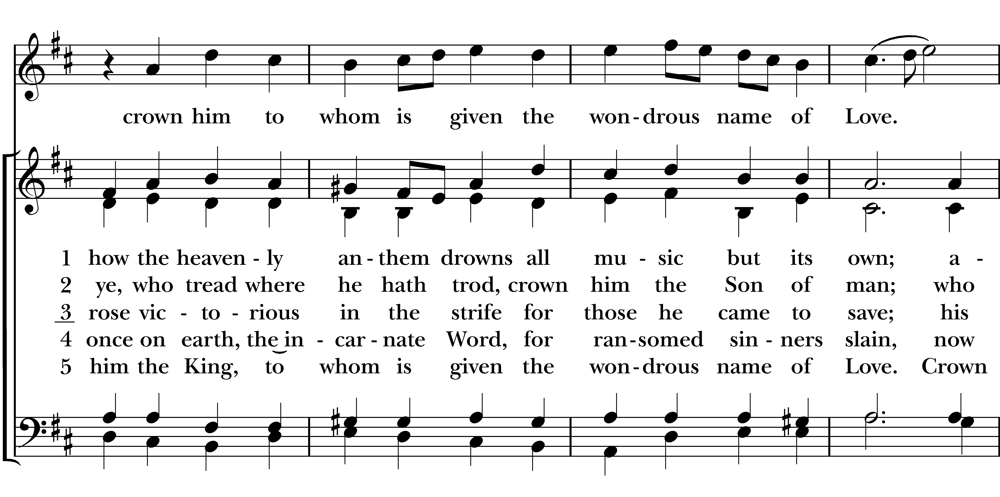 crown him to whom is given the won - drous name of Love.
1 how the heaven - ly an - them drowns all mu - sic but its own; a -
2 ye, who tread where he hath trod, crown him the Son of man; who
3 rose vic - to - rious in the strife for those he came to save; his
4 once on earth, the in - car - nate Word, for ran - somed sin - ners slain, now
5 him the King, to whom is given the won - drous name of Love. Crown